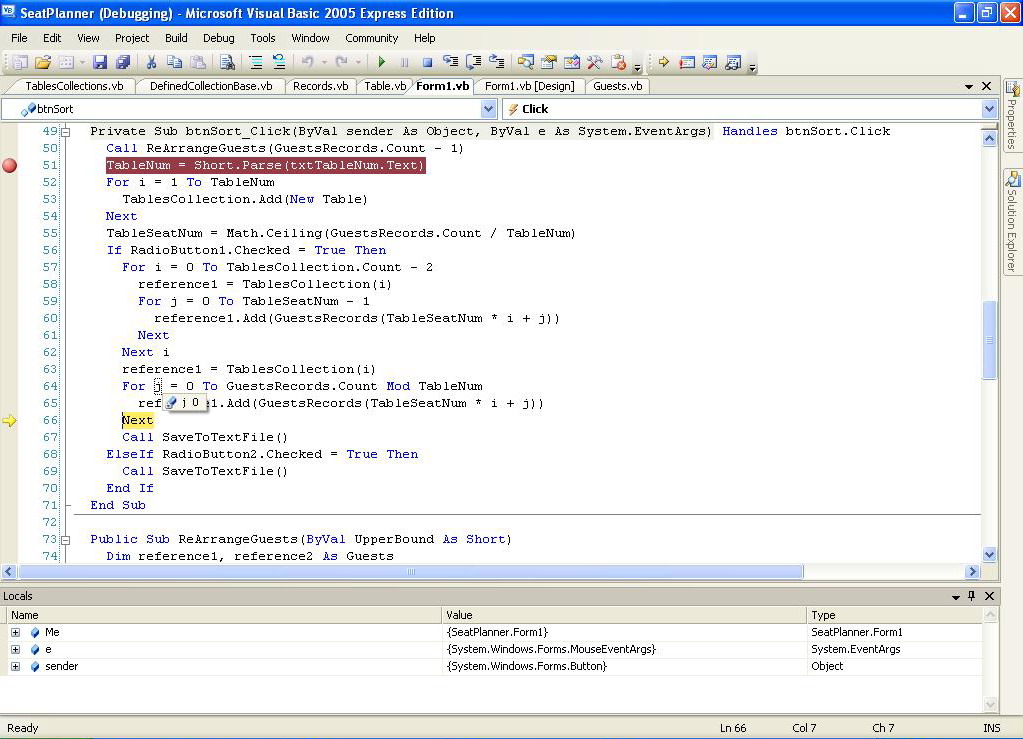 SeatPlanner (Debugging) - Microsoft Visual Basic 2005 Express Edition
File Edit View Project Build Debug Tools Window Community Help
TablesCollections.vb DefinedCollectionBase.vb Records.vb Table.vb Form1.vb Form1.vb [Design] Guests.vb
btnSort Click
49 Private Sub btnSort_Click(ByVal sender As Object, ByVal e As System.EventArgs) Handles btnSort.Click
50 Call ReArrangeGuests(GuestsRecords.Count - 1)
51 TableNum = Short.Parse(txtTableNum.Text)
52 For i = 1 To TableNum
53 TablesCollection.Add(New Table)
54 Next
55 TableSeatNum = Math.Ceiling(GuestsRecords.Count / TableNum)
56 If RadioButton1.Checked = True Then
57 For i = 0 To TablesCollection.Count - 2
58 reference1 = TablesCollection(i)
59 For j = 0 To TableSeatNum - 1
60 reference1.Add(GuestsRecords(TableSeatNum * i + j))
61 Next
62 Next i
63 reference1 = TablesCollection(i)
64 For j = 0 To GuestsRecords.Count Mod TableNum
65 ref j 0 1.Add(GuestsRecords(TableSeatNum * i + j))
66 Next
67 Call SaveToTextFile()
68 ElseIf RadioButton2.Checked = True Then
69 Call SaveToTextFile()
70 End If
71 End Sub
72
73 Public Sub ReArrangeGuests(ByVal UpperBound As Short)
74 Dim reference1, reference2 As Guests
Properties
Solution Explorer
Locals
Name Value Type
Me {SeatPlanner.Form1} SeatPlanner.Form1
e {System.Windows.Forms.MouseEventArgs} System.EventArgs
sender {System.Windows.Forms.Button} Object
Ready Ln 66 Col 7 Ch 7 INS